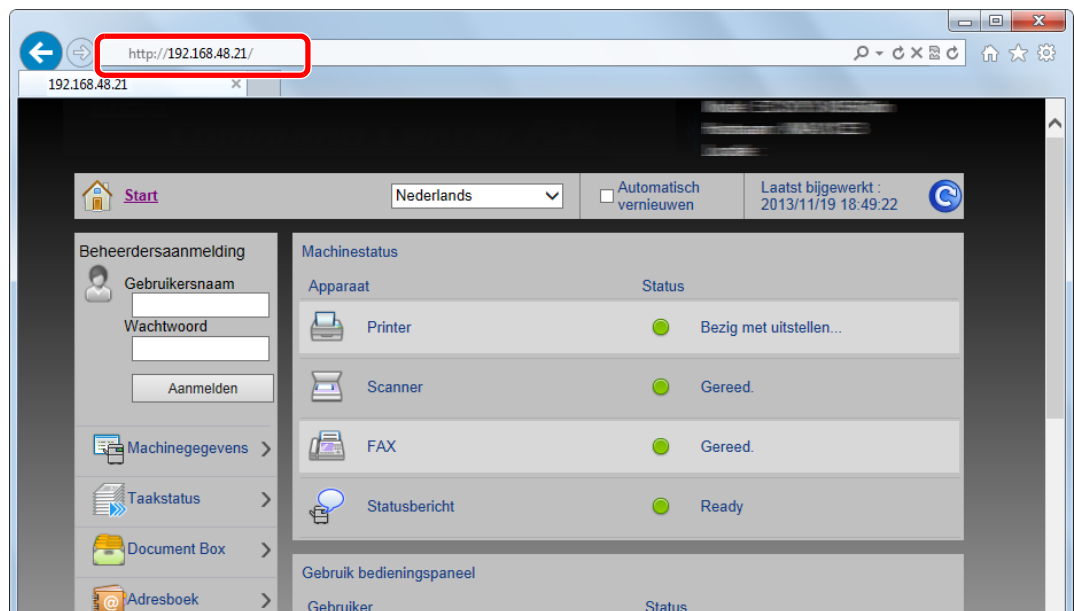 http://192.168.48.21/
192.168.48.21
Start
Nederlands
Automatisch
vernieuwen
Laatst bijgewerkt :
2013/11/19 18:49:22
Beheerdersaanmelding
Gebruikersnaam
Wachtwoord
Aanmelden
Machinegegevens
Taakstatus
Document Box
Adresboek
Machinestatus
Apparaat Status
Printer Bezig met uitstellen...
Scanner Gereed.
FAX Gereed.
Statusbericht Ready
Gebruik bedieningspaneel
Gebruiker Status